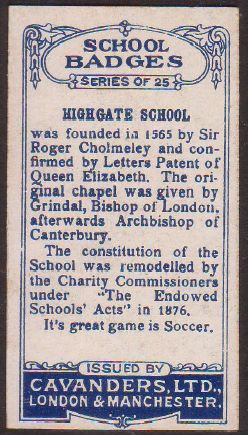 SCHOOL
BADGES
SERIES OF 25
HIGHGATE SCHOOL
was founded in 1565 by Sir
Roger Cholmeley and con-
firmed by Letters Patent of
Queen Elizabeth. The ori-
ginal chapel was given by
Grindal, Bishop of London,
afterwards Archbishop of
Canterbury.
The constitution of the
School was remodelled by
the Charity Commissioners
under "The Endowed
Schools' Acts" in 1876.
It's great game is Soccer.
ISSUED BY
CAVANDERS, LTD.,
LONDON & MANCHESTER.